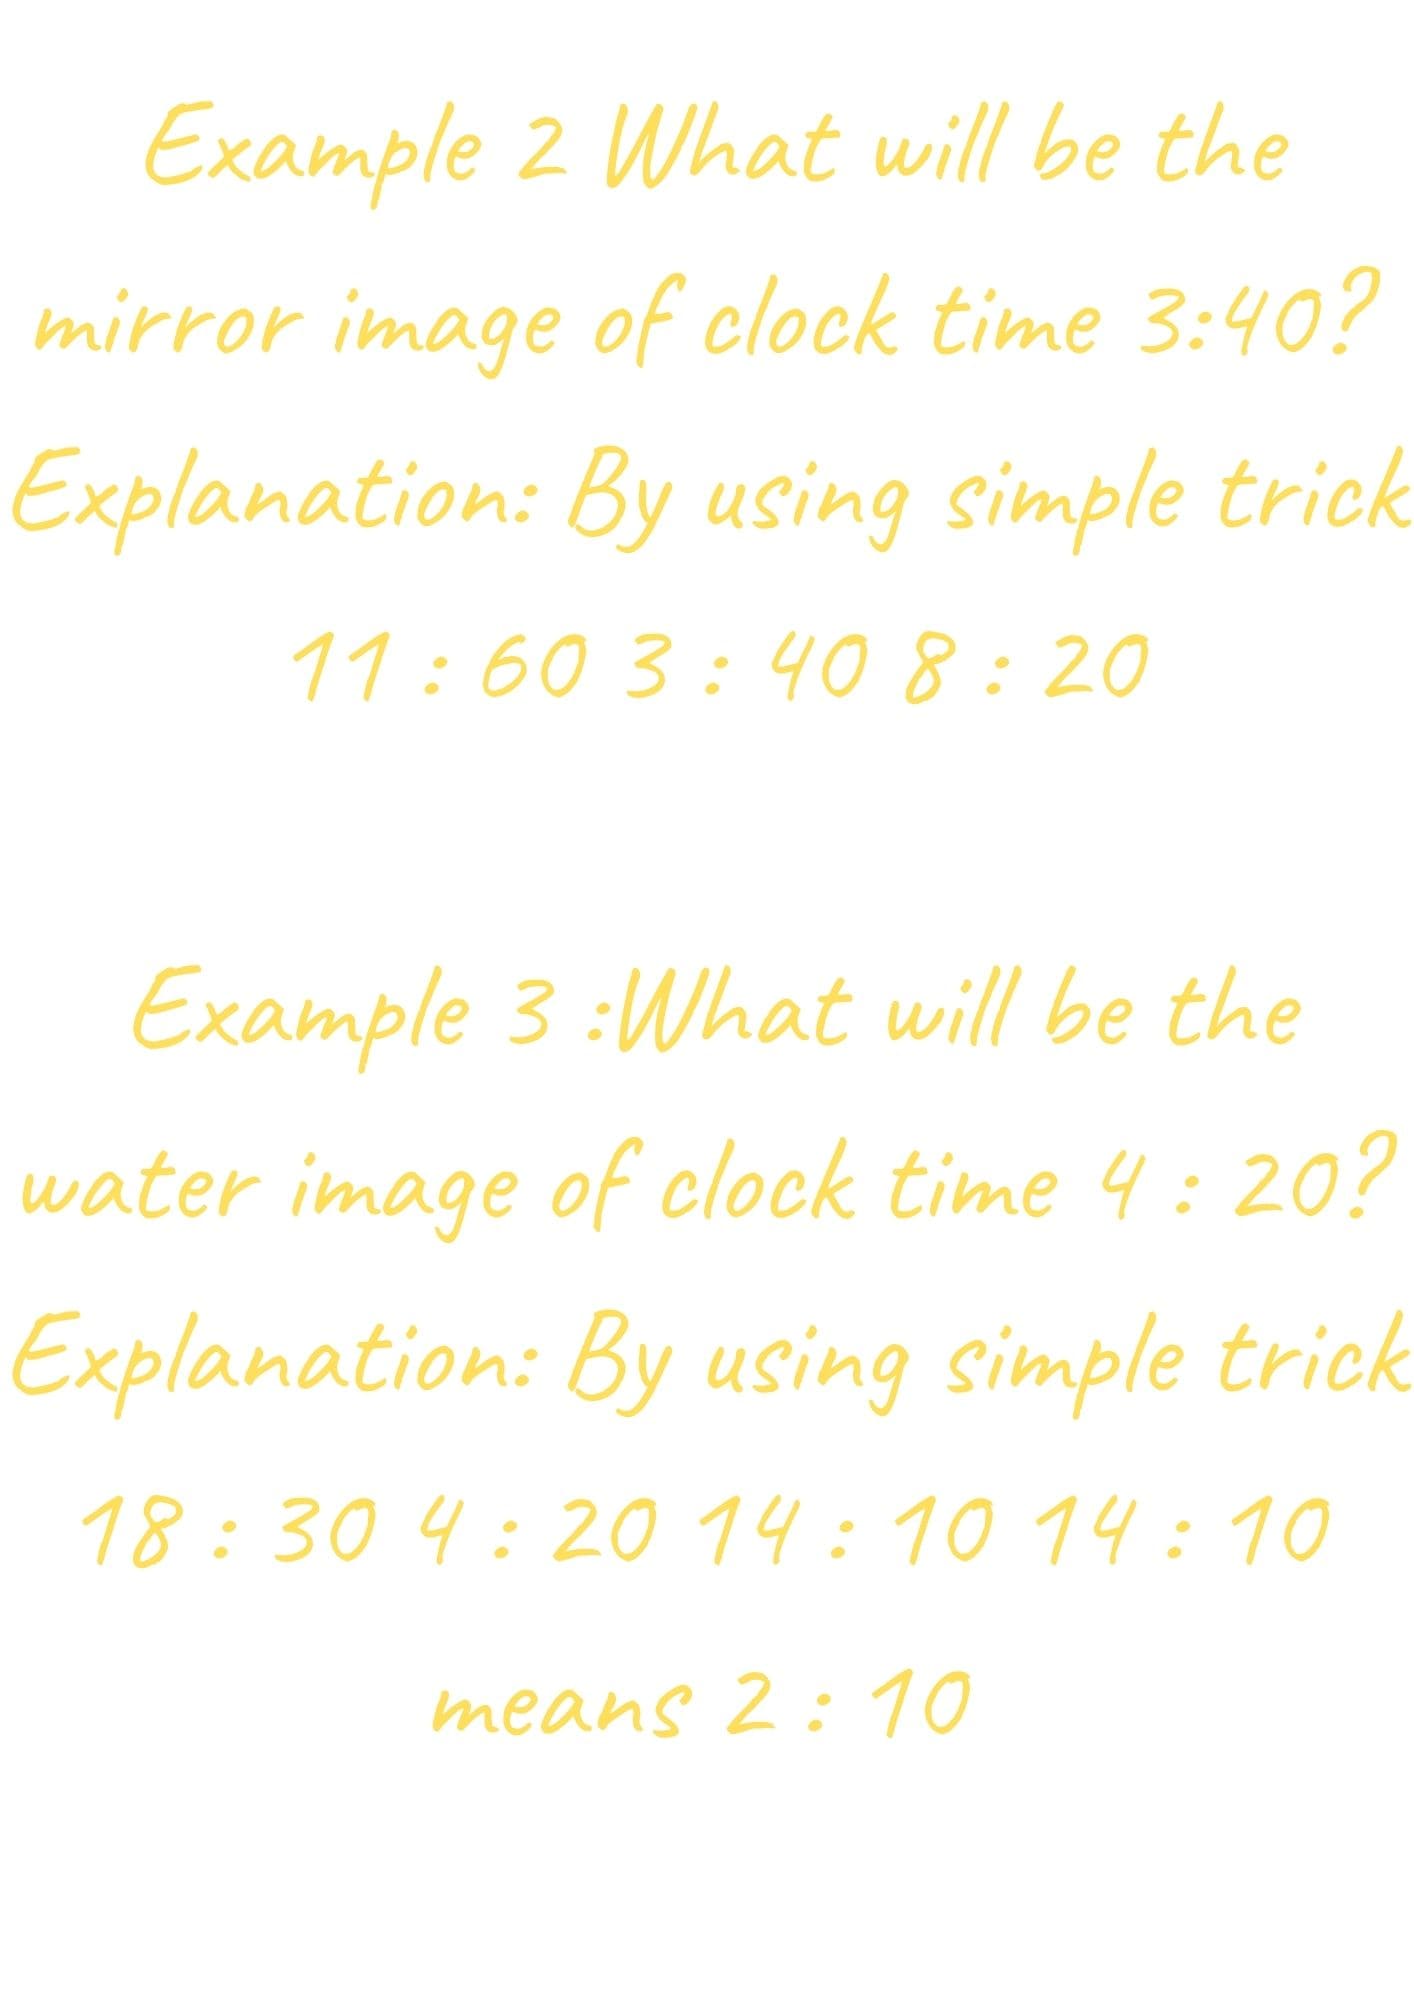 Example 2 What will be the
mirror image of clock time 3:40?
Explanation: By using simple trick
11 : 60 3 : 40 8 : 20
Example 3 :What will be the
water image of clock time 4 : 20?
Explanation: By using simple trick
18 : 30 4 : 20 14 : 10 14 : 10
means 2 : 10